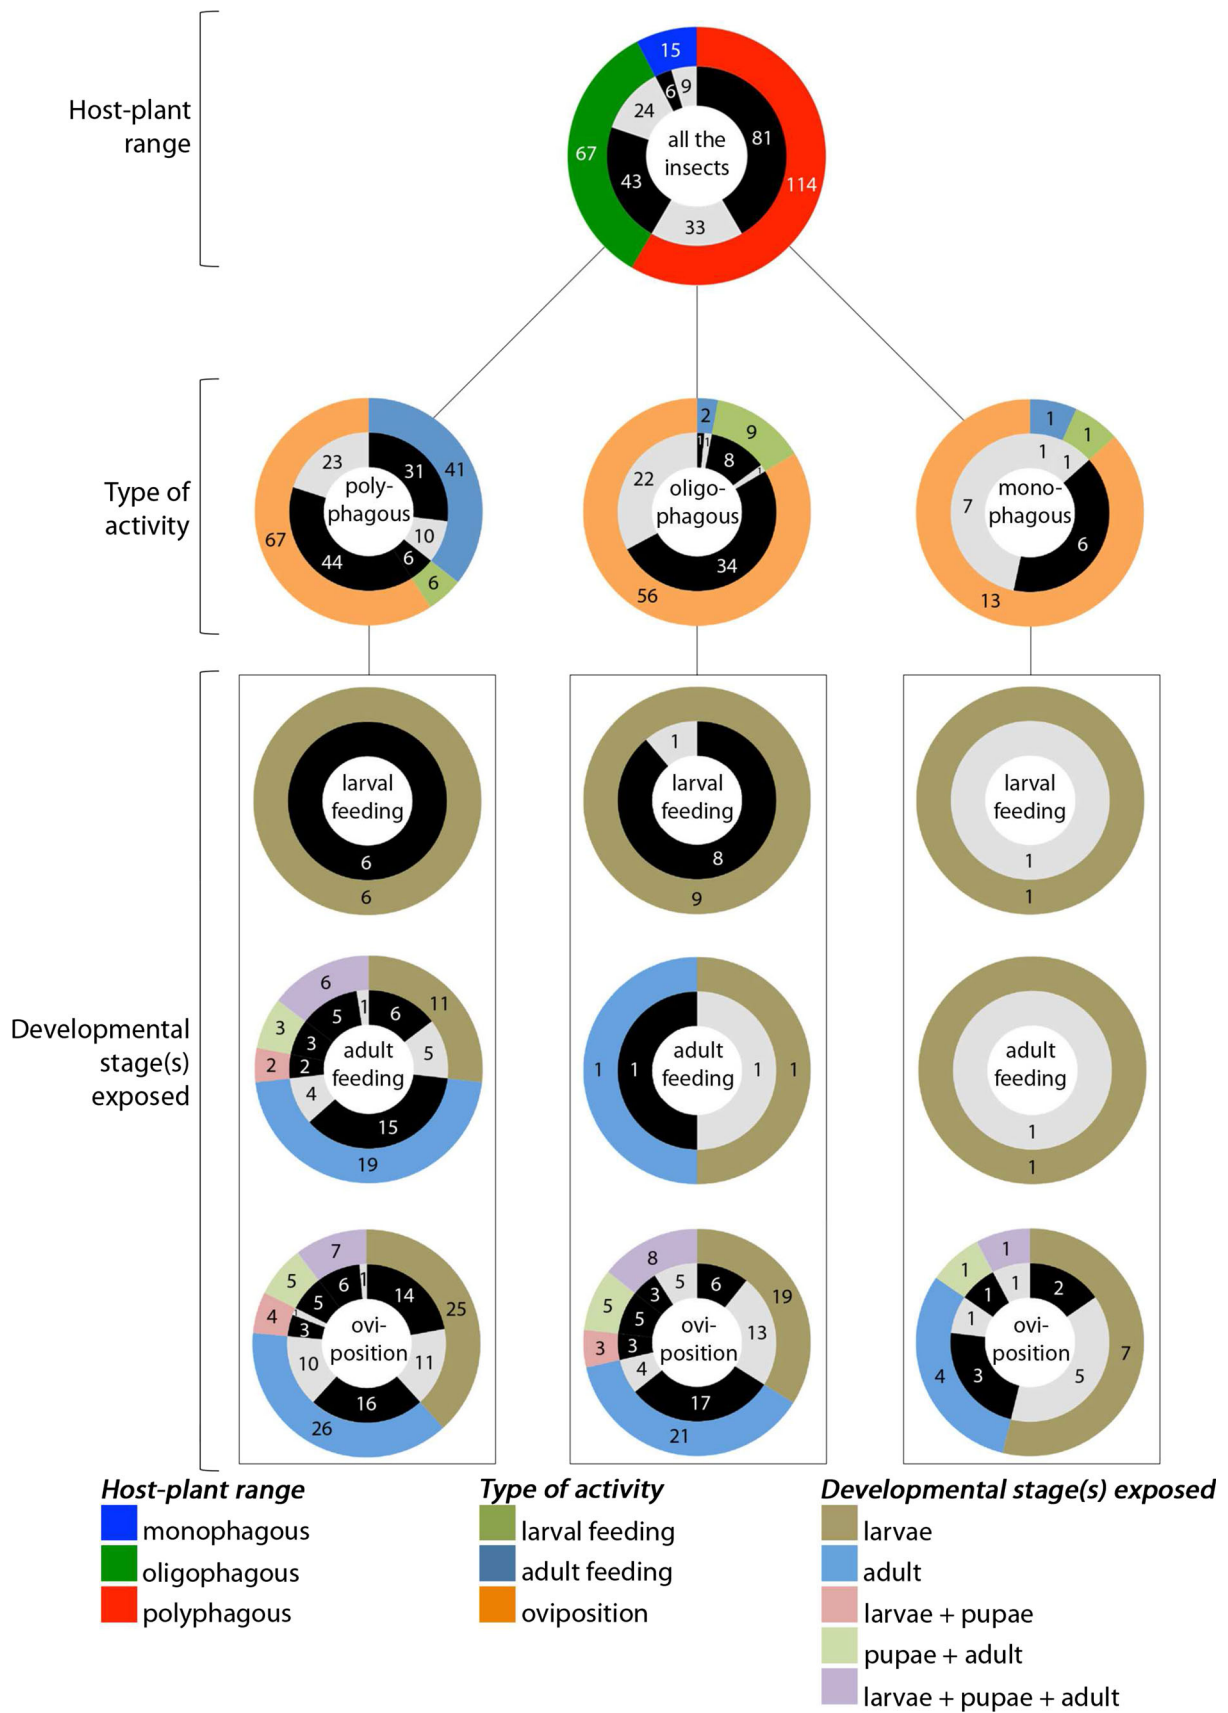 Host-plant
range
15
6
9
24
67
43
all the
insects
81
114
33
Type of
activity
23
31
41
poly-
phagous
10
67
44
6
6
2
1
1
9
8
1
22
oligo-
phagous
34
56
1
1
1
1
7
mono-
phagous
6
13
Developmental
stage(s)
exposed
larval
feeding
6
6
1
larval
feeding
8
9
larval
feeding
1
1
6
11
5
1
6
3
3
5
2
2
adult
feeding
4
15
19
adult
feeding
1
1
1
1
adult
feeding
1
1
7
5
6
1
14
25
5
4
1
3
ovi-
position
10
11
16
26
8
5
6
3
19
5
5
13
3
3
ovi-
position
4
17
21
1
1
1
1
2
1
ovi-
position
7
4
3
5
Host-plant range
monophagous
oligophagous
polyphagous
Type of activity
larval feeding
adult feeding
oviposition
Developmental stage(s) exposed
larvae
adult
larvae + pupae
pupae + adult
larvae + pupae + adult